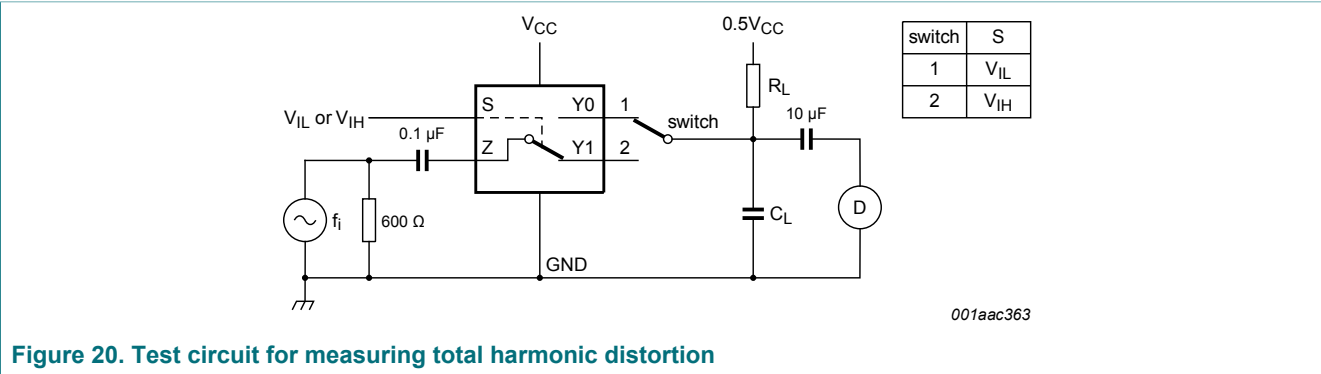 V_CC 0.5V_CC
switch S
1 V_IL
2 V_IH
R_L
10 µF
S Y0 1
switch
V_IL or V_IH
0.1 µF
Z Y1 2
f_i
600 Ω
C_L
D
GND
001aac363
Figure 20. Test circuit for measuring total harmonic distortion